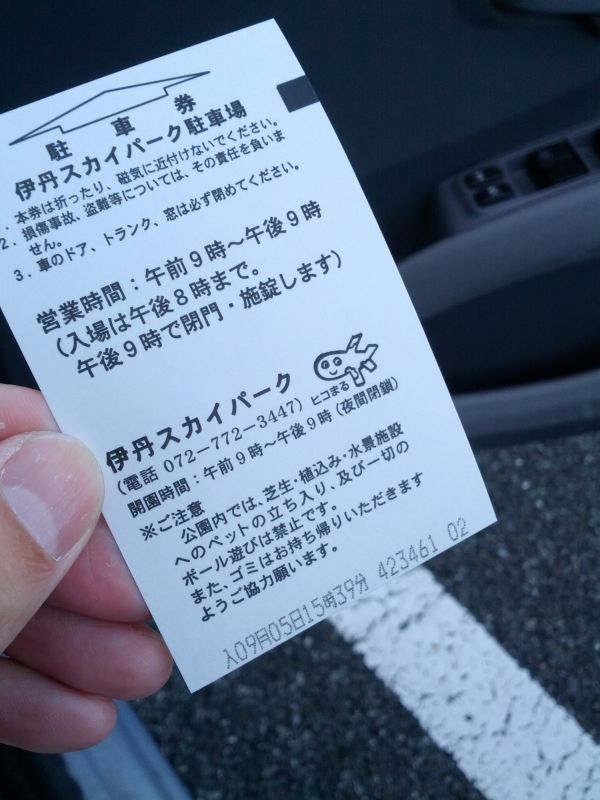 駐車券
伊丹スカイパーク駐車場
1．本券は折ったり、磁気に近付けないでください。
2．損傷事故、盗難等については、その責任を負いま
せん。
3．車のドア、トランク、窓は必ず閉めてください。
営業時間：午前９時～午後９時
（入場は午後８時まで。
午後９時で閉門・施錠します）
伊丹スカイパーク
ヒコまる
（電話 072−772−3447）
開園時間：午前９時～午後９時（夜間閉鎖）
※ご注意
公園内では、芝生・植込み・水景施設
へのペットの立ち入り、及び一切の
ボール遊びは禁止です。
また、ゴミはお持ち帰りいただきます
ようご協力願います。
入09月05日15時39分 423461 02